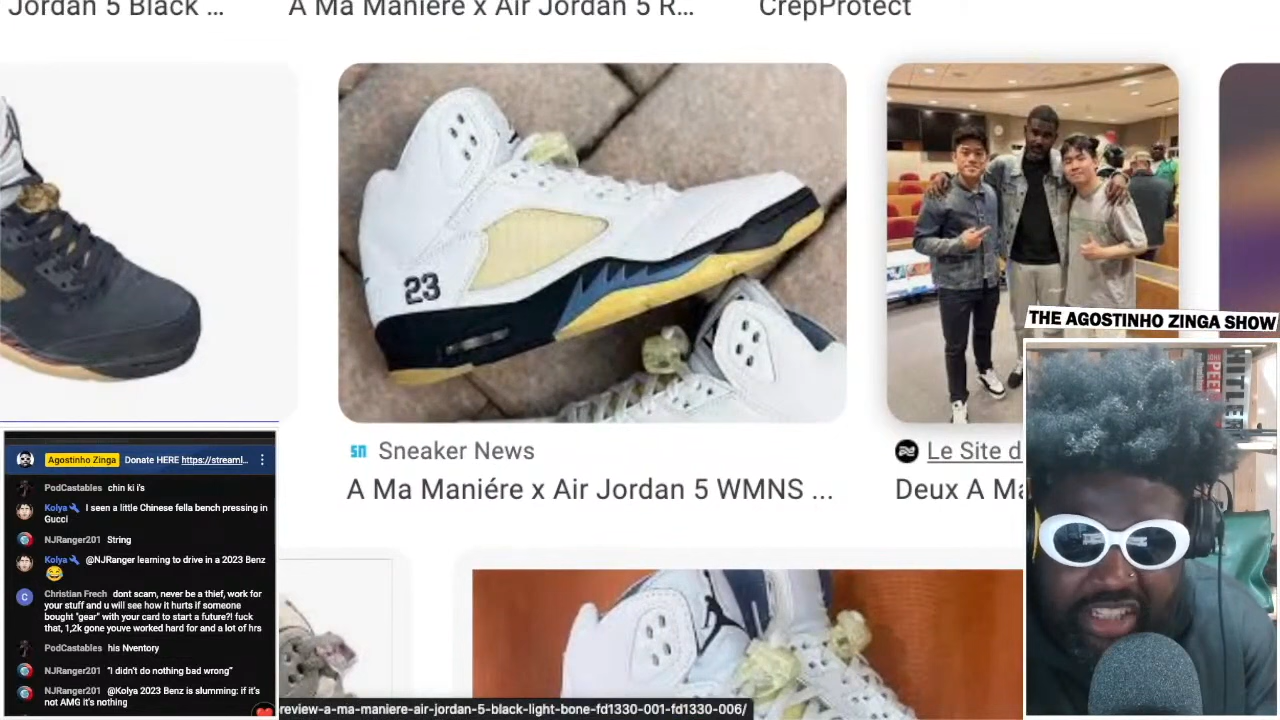 Jordan 5 Black ...
A Ma Maniére x Air Jordan 5 R...
CrepProtect
23
THE AGOSTINHO ZINGA SHOW
sn Sneaker News
A Ma Maniére x Air Jordan 5 WMNS ...
Le Site d
Deux A Ma
Agostinho Zinga Donate HERE https://streaml...
PodCastables chin ki i's
Kolya I seen a little Chinese fella bench pressing in
Gucci
NJRanger201 String
Kolya @NJRanger learning to drive in a 2023 Benz
😂
C Christian Frech dont scam, never be a thief, work for
your stuff and u will see how it hurts if someone
bought "gear" with your card to start a future?! fuck
that, 1,2k gone youve worked hard for and a lot of hrs
PodCastables his Nventory
NJRanger201 "I didn't do nothing bad wrong"
NJRanger201 @Kolya 2023 Benz is slumming: if it's
not AMG it's nothing
review-a-ma-maniere-air-jordan-5-black-light-bone-fd1330-001-fd1330-006/